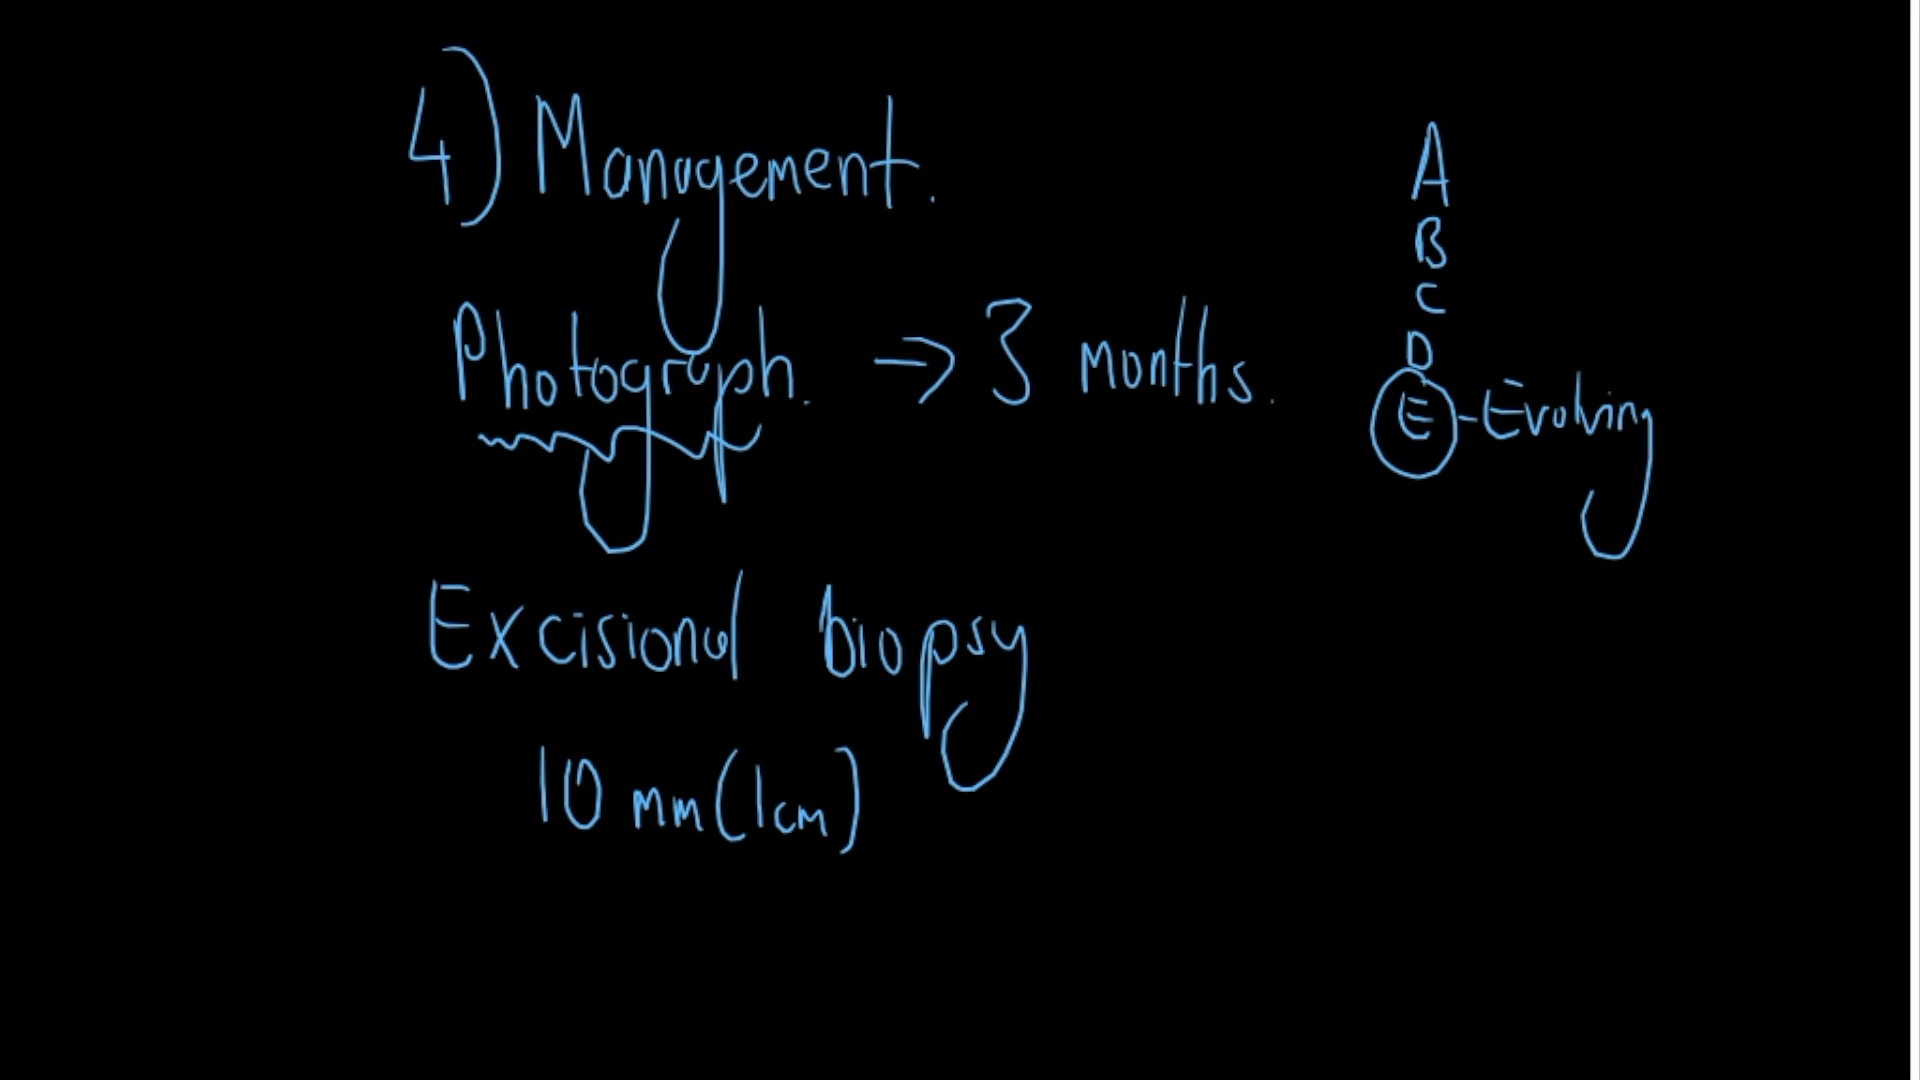 4) Management.
Photograph. → 3 months.
Excisional biopsy
10 mm (1cm)
A
B
C
D
E - Evolving